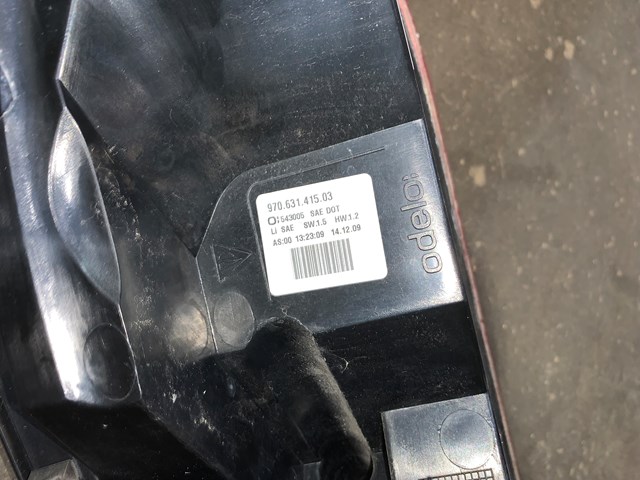 970.631.415.03
O: 543005 SAE DOT
Li SAE SW:1.5 HW:1.2
AS:00 13:23:09 14.12.09
odelo